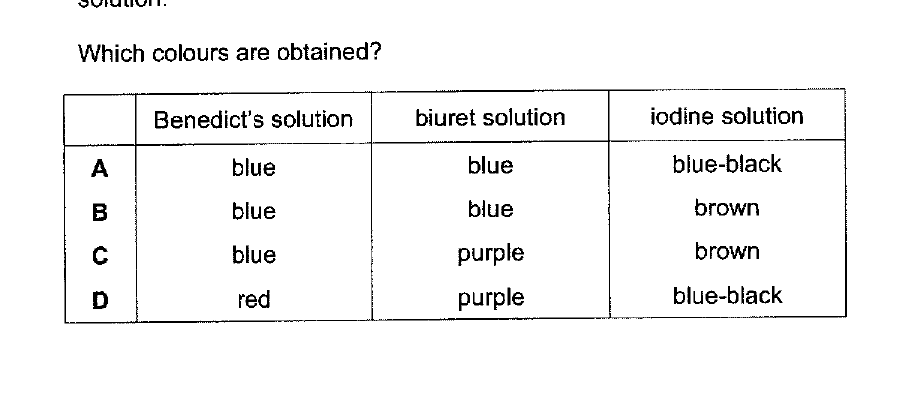 solution.
Which colours are obtained?
Benedict's solution biuret solution iodine solution
A blue blue blue-black
B blue blue brown
C blue purple brown
D red purple blue-black